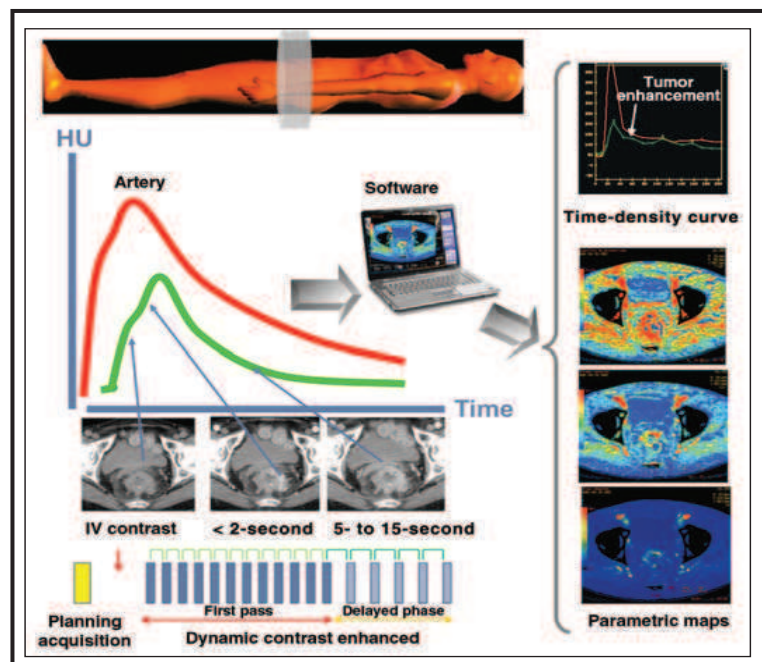 HU
Artery
Software
Tumor
enhancement
Time-density curve
Time
IV contrast
< 2-second
5- to 15-second
Planning
acquisition
First pass
Delayed phase
Dynamic contrast enhanced
Parametric maps